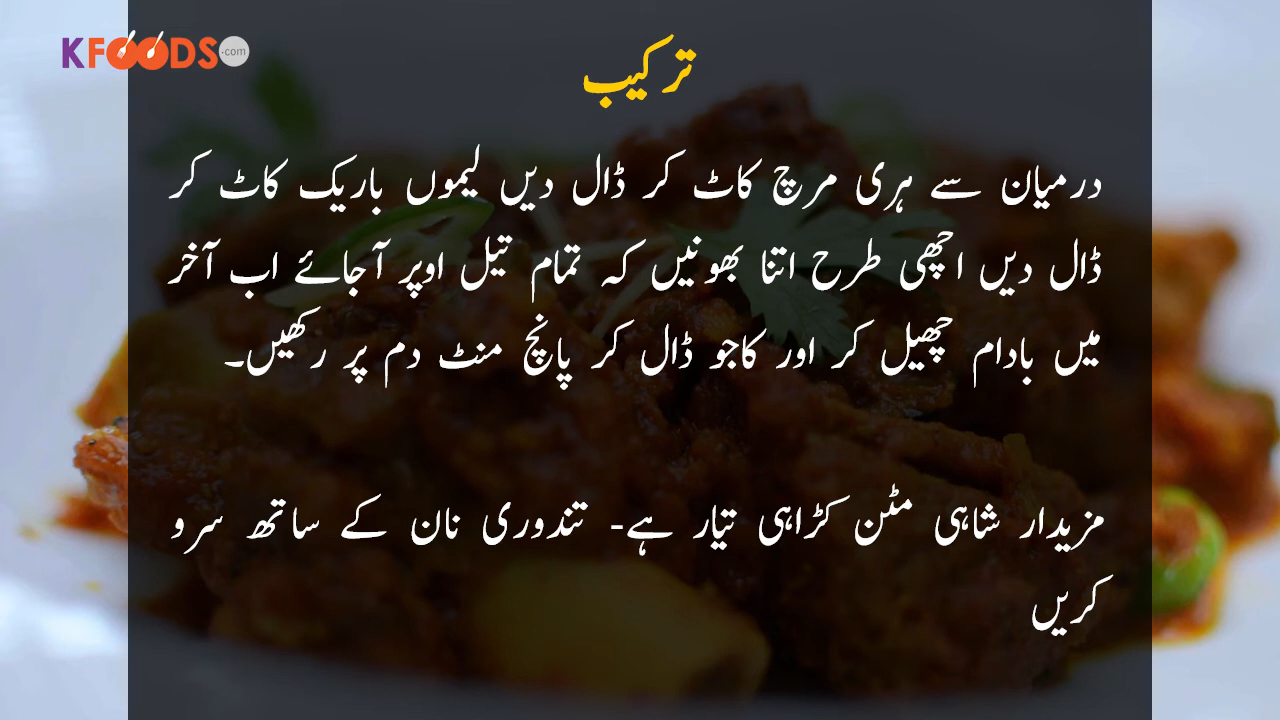 KFOODS.com
ترکیب
درمیان سے ہری مرچ کاٹ کر ڈال دیں لیموں باریک کاٹ کر
ڈال دیں اچھی طرح اتنا بھونیں کہ تمام تیل اوپر آجائے اب آخر
میں بادام چھیل کر اور کاجو ڈال کر پانچ منٹ دم پر رکھیں۔
مزیدار شاہی مٹن کڑاہی تیار ہے- تندوری نان کے ساتھ سرو
کریں